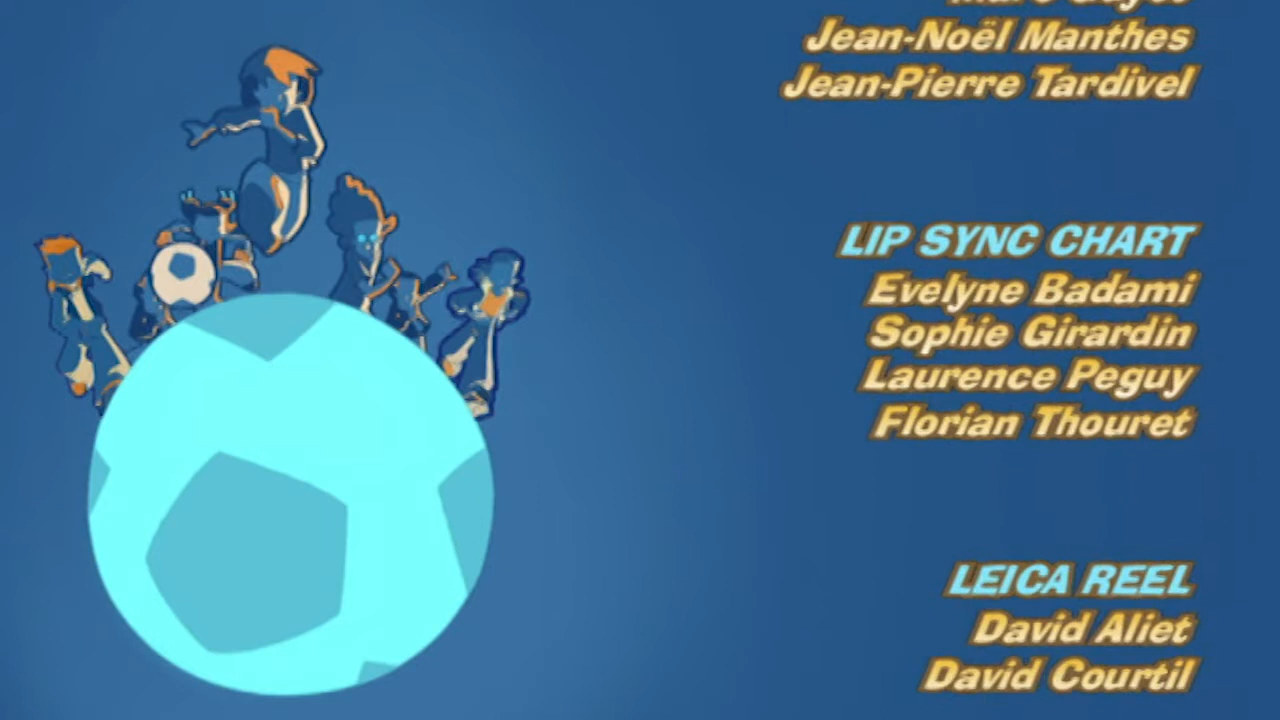 Jean-Noël Manthes
Jean-Pierre Tardivel
LIP SYNC CHART
Evelyne Badami
Sophie Girardin
Laurence Peguy
Florian Thouret
LEICA REEL
David Aliet
David Courtil